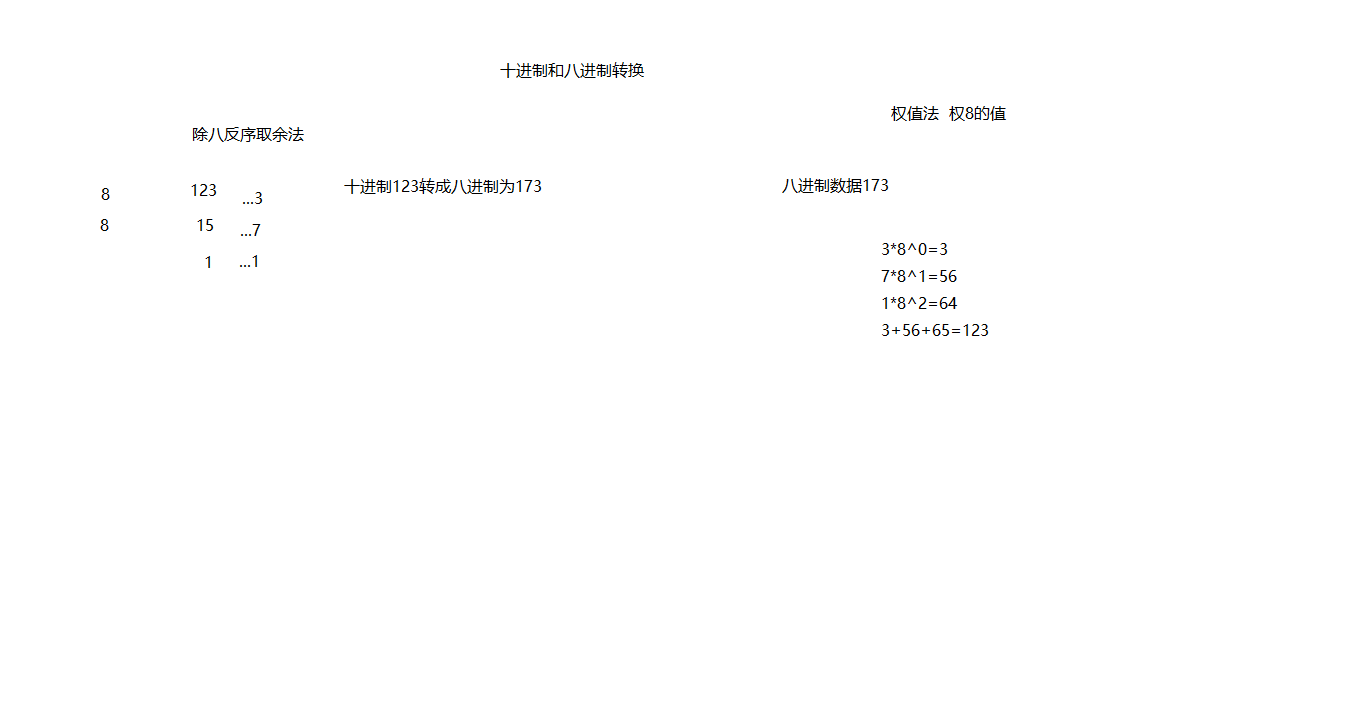 十进制和八进制转换
权值法 权8的值
除八反序取余法
8 123 ...3
8 15 ...7
1 ...1
十进制123转成八进制为173
八进制数据173
3*8^0=3
7*8^1=56
1*8^2=64
3+56+65=123